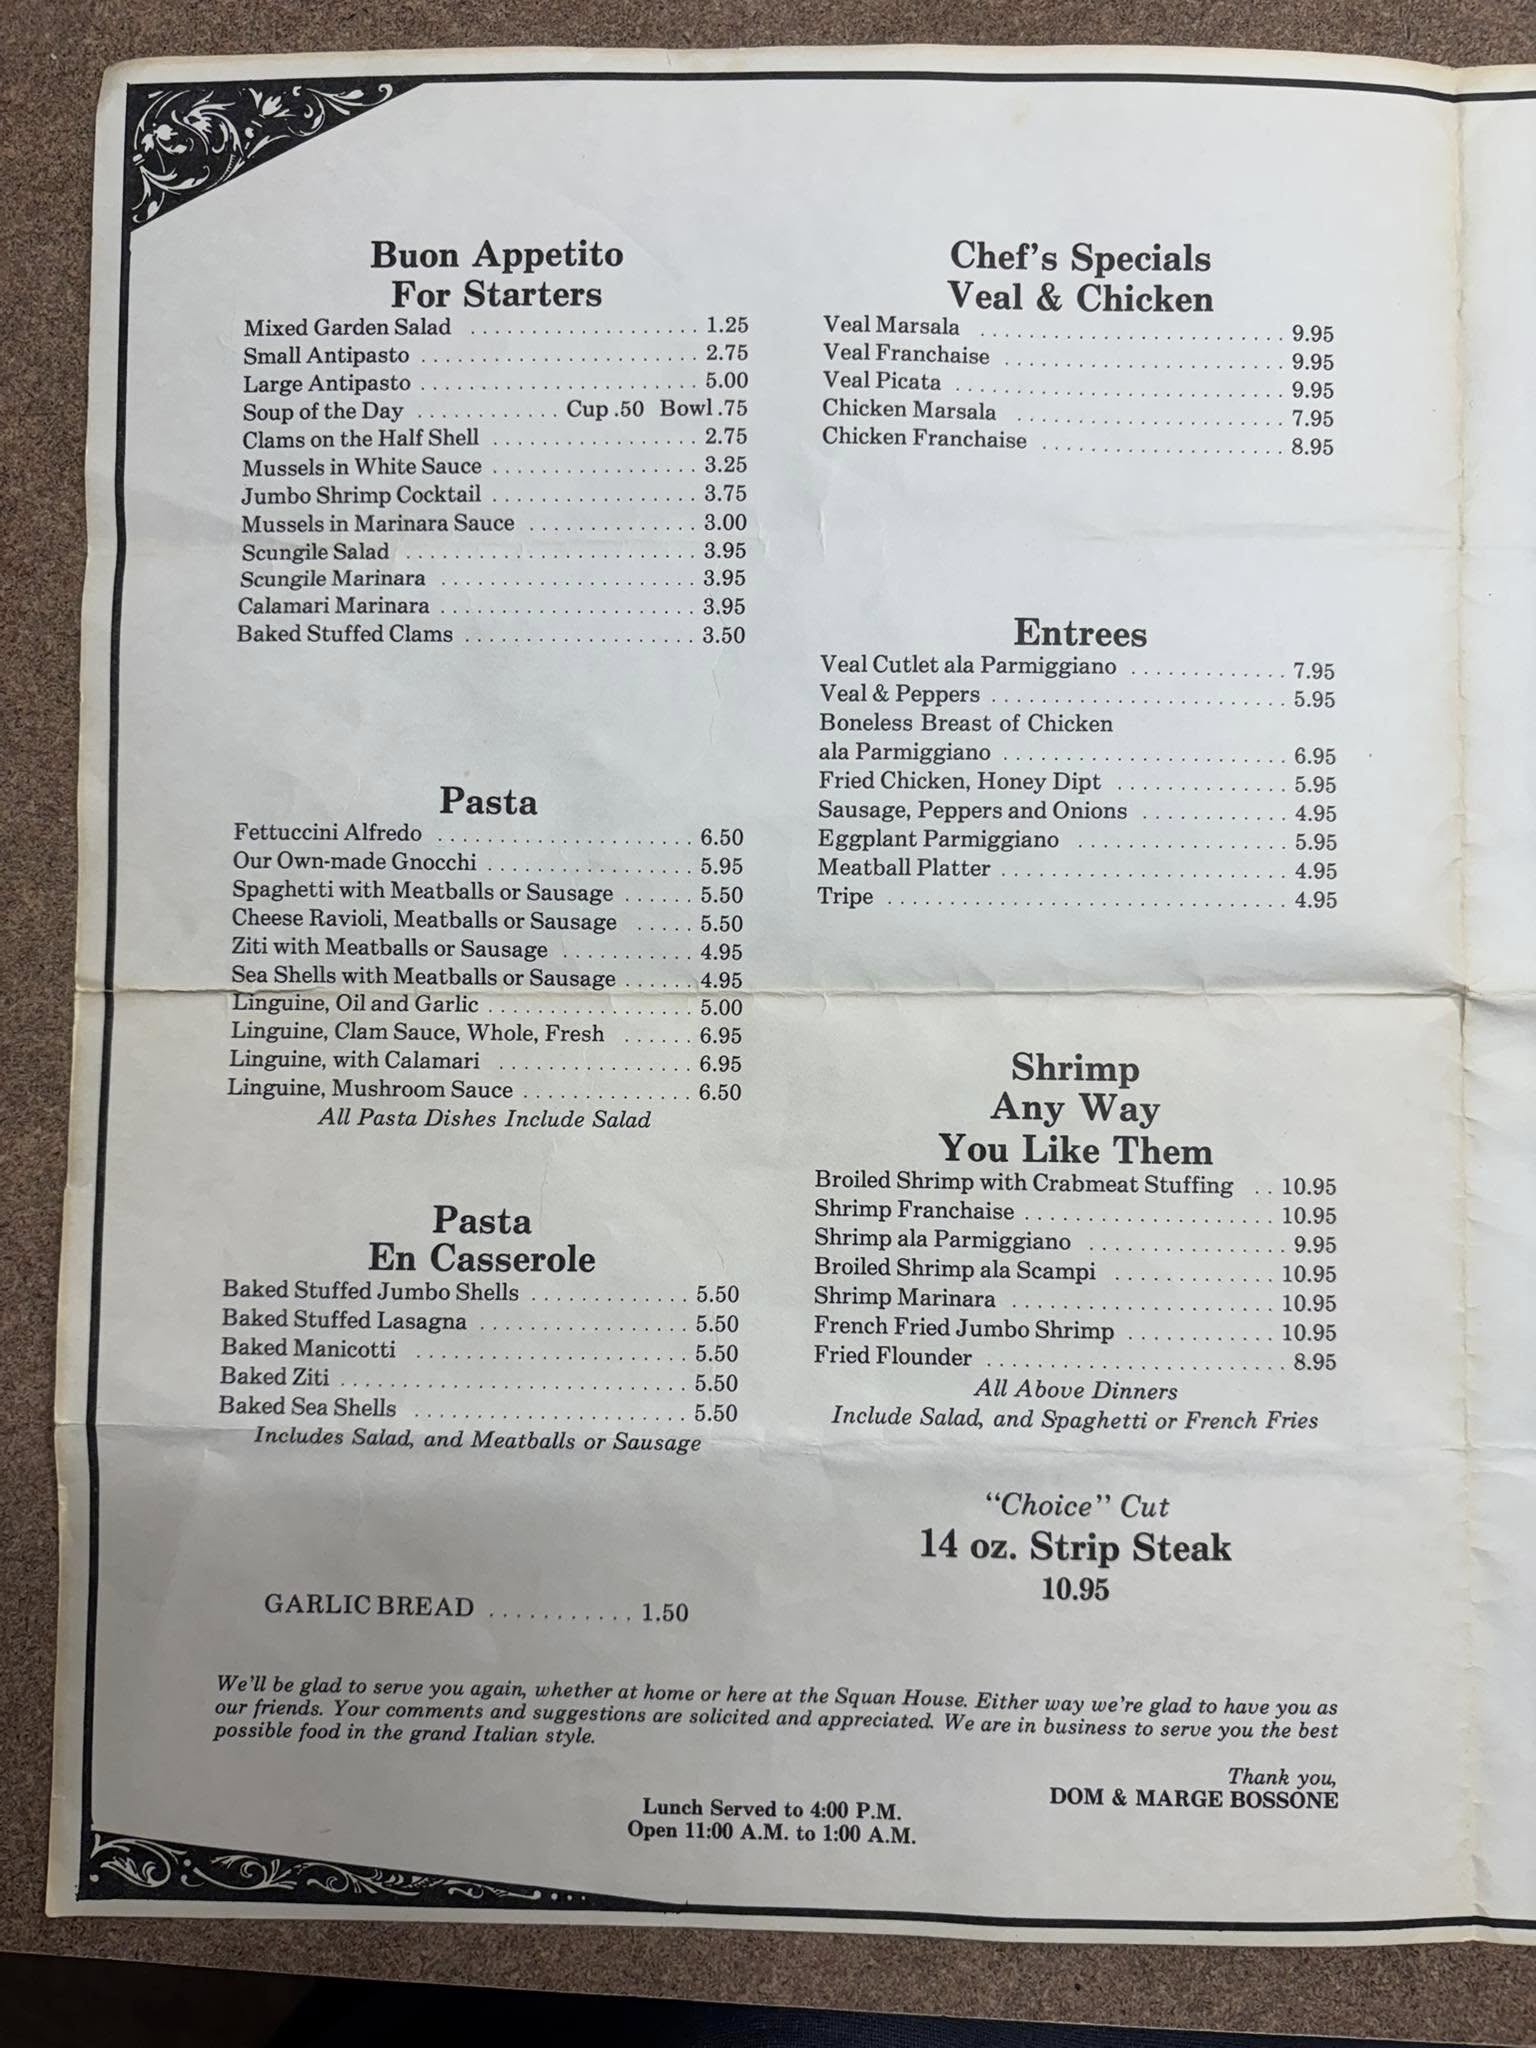 Buon Appetito
For Starters
Mixed Garden Salad ................... 1.25
Small Antipasto ....................... 2.75
Large Antipasto ....................... 5.00
Soup of the Day ............ Cup .50 Bowl .75
Clams on the Half Shell ................. 2.75
Mussels in White Sauce ................. 3.25
Jumbo Shrimp Cocktail ................. 3.75
Mussels in Marinara Sauce .............. 3.00
Scungile Salad ........................ 3.95
Scungile Marinara ..................... 3.95
Calamari Marinara ..................... 3.95
Baked Stuffed Clams ................... 3.50
Pasta
Fettuccini Alfredo ..................... 6.50
Our Own-made Gnocchi ................. 5.95
Spaghetti with Meatballs or Sausage ...... 5.50
Cheese Ravioli, Meatballs or Sausage ..... 5.50
Ziti with Meatballs or Sausage ........... 4.95
Sea Shells with Meatballs or Sausage ...... 4.95
Linguine, Oil and Garlic ................. 5.00
Linguine, Clam Sauce, Whole, Fresh ...... 6.95
Linguine, with Calamari ................ 6.95
Linguine, Mushroom Sauce .............. 6.50
All Pasta Dishes Include Salad
Pasta
En Casserole
Baked Stuffed Jumbo Shells ............. 5.50
Baked Stuffed Lasagna ................. 5.50
Baked Manicotti ....................... 5.50
Baked Ziti ............................. 5.50
Baked Sea Shells ....................... 5.50
Includes Salad, and Meatballs or Sausage
GARLIC BREAD ........... 1.50
Chef's Specials
Veal & Chicken
Veal Marsala ......................... 9.95
Veal Franchaise ....................... 9.95
Veal Picata ........................... 9.95
Chicken Marsala ...................... 7.95
Chicken Franchaise .................... 8.95
Entrees
Veal Cutlet ala Parmiggiano ............. 7.95
Veal & Peppers ........................ 5.95
Boneless Breast of Chicken
ala Parmiggiano ....................... 6.95
Fried Chicken, Honey Dipt .............. 5.95
Sausage, Peppers and Onions ............ 4.95
Eggplant Parmiggiano .................. 5.95
Meatball Platter ....................... 4.95
Tripe ................................. 4.95
Shrimp
Any Way
You Like Them
Broiled Shrimp with Crabmeat Stuffing .. 10.95
Shrimp Franchaise ..................... 10.95
Shrimp ala Parmiggiano ................ 9.95
Broiled Shrimp ala Scampi ............. 10.95
Shrimp Marinara ...................... 10.95
French Fried Jumbo Shrimp ............ 10.95
Fried Flounder ........................ 8.95
All Above Dinners
Include Salad, and Spaghetti or French Fries
"Choice" Cut
14 oz. Strip Steak
10.95
We'll be glad to serve you again, whether at home or here at the Squan House. Either way we're glad to have you as
our friends. Your comments and suggestions are solicited and appreciated. We are in business to serve you the best
possible food in the grand Italian style.
Thank you,
DOM & MARGE BOSSONE
Lunch Served to 4:00 P.M.
Open 11:00 A.M. to 1:00 A.M.